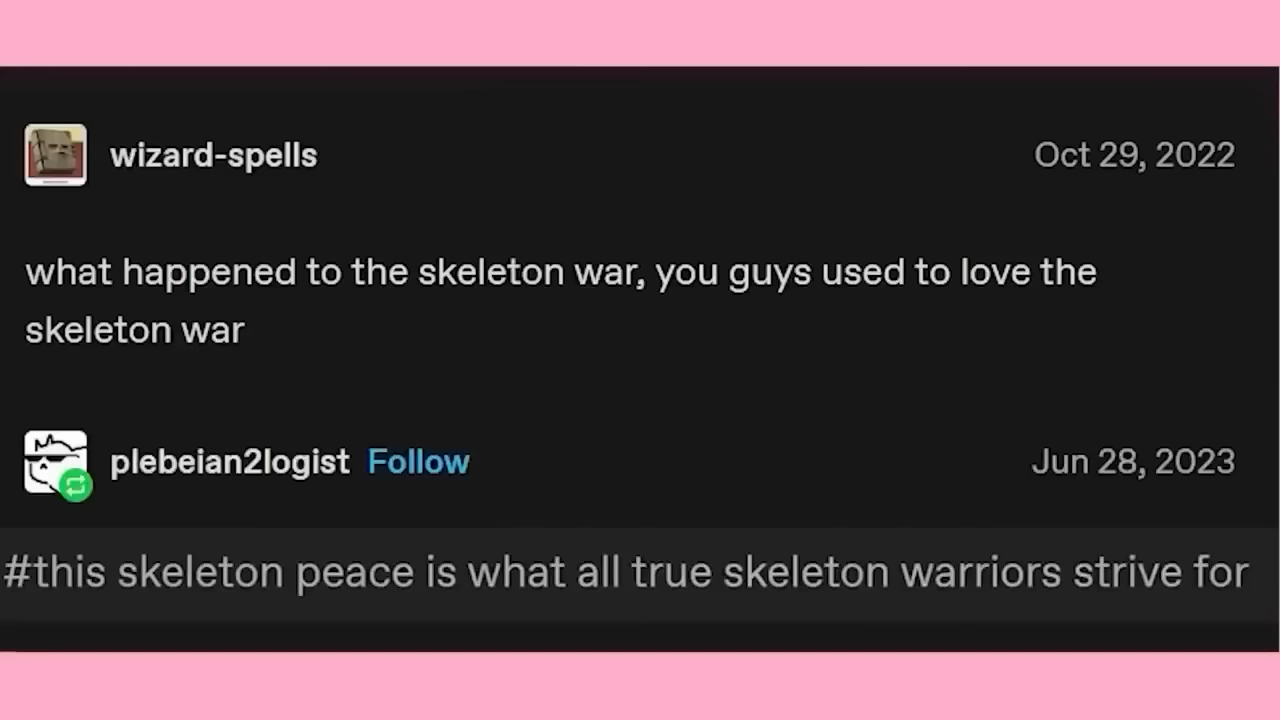 wizard-spells
Oct 29, 2022
what happened to the skeleton war, you guys used to love the
skeleton war
plebeian2logist Follow
Jun 28, 2023
#this skeleton peace is what all true skeleton warriors strive for